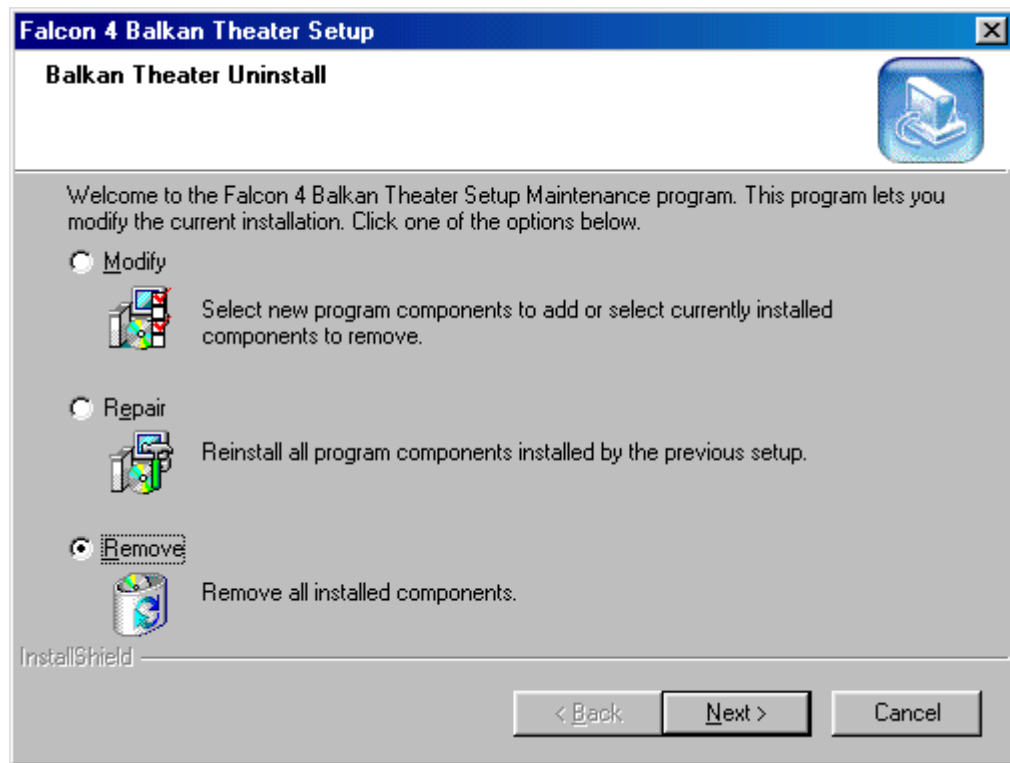 Falcon 4 Balkan Theater Setup
Balkan Theater Uninstall
Welcome to the Falcon 4 Balkan Theater Setup Maintenance program. This program lets you
modify the current installation. Click one of the options below.
Modify
Select new program components to add or select currently installed
components to remove.
Repair
Reinstall all program components installed by the previous setup.
Remove
Remove all installed components.
InstallShield
< Back
Next >
Cancel